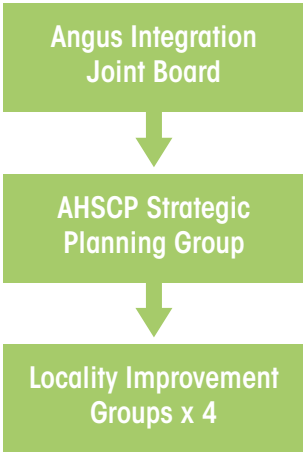 Angus Integration
Joint Board
AHSCP Strategic
Planning Group
Locality Improvement
Groups x 4